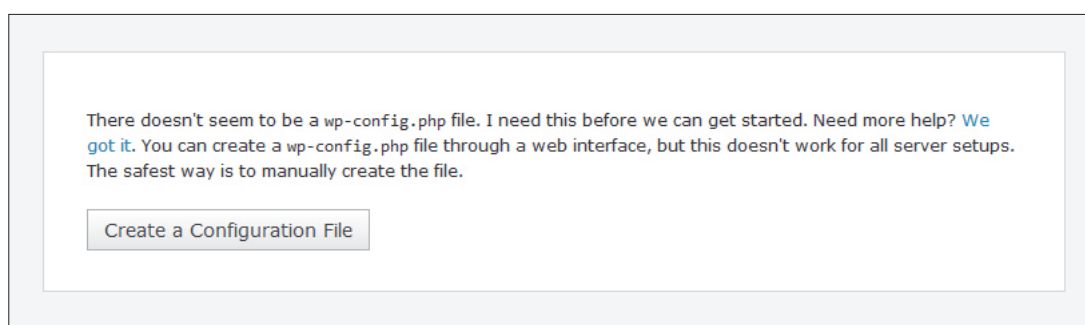 There doesn't seem to be a wp-config.php file. I need this before we can get started. Need more help? We
got it. You can create a wp-config.php file through a web interface, but this doesn't work for all server setups.
The safest way is to manually create the file.
Create a Configuration File